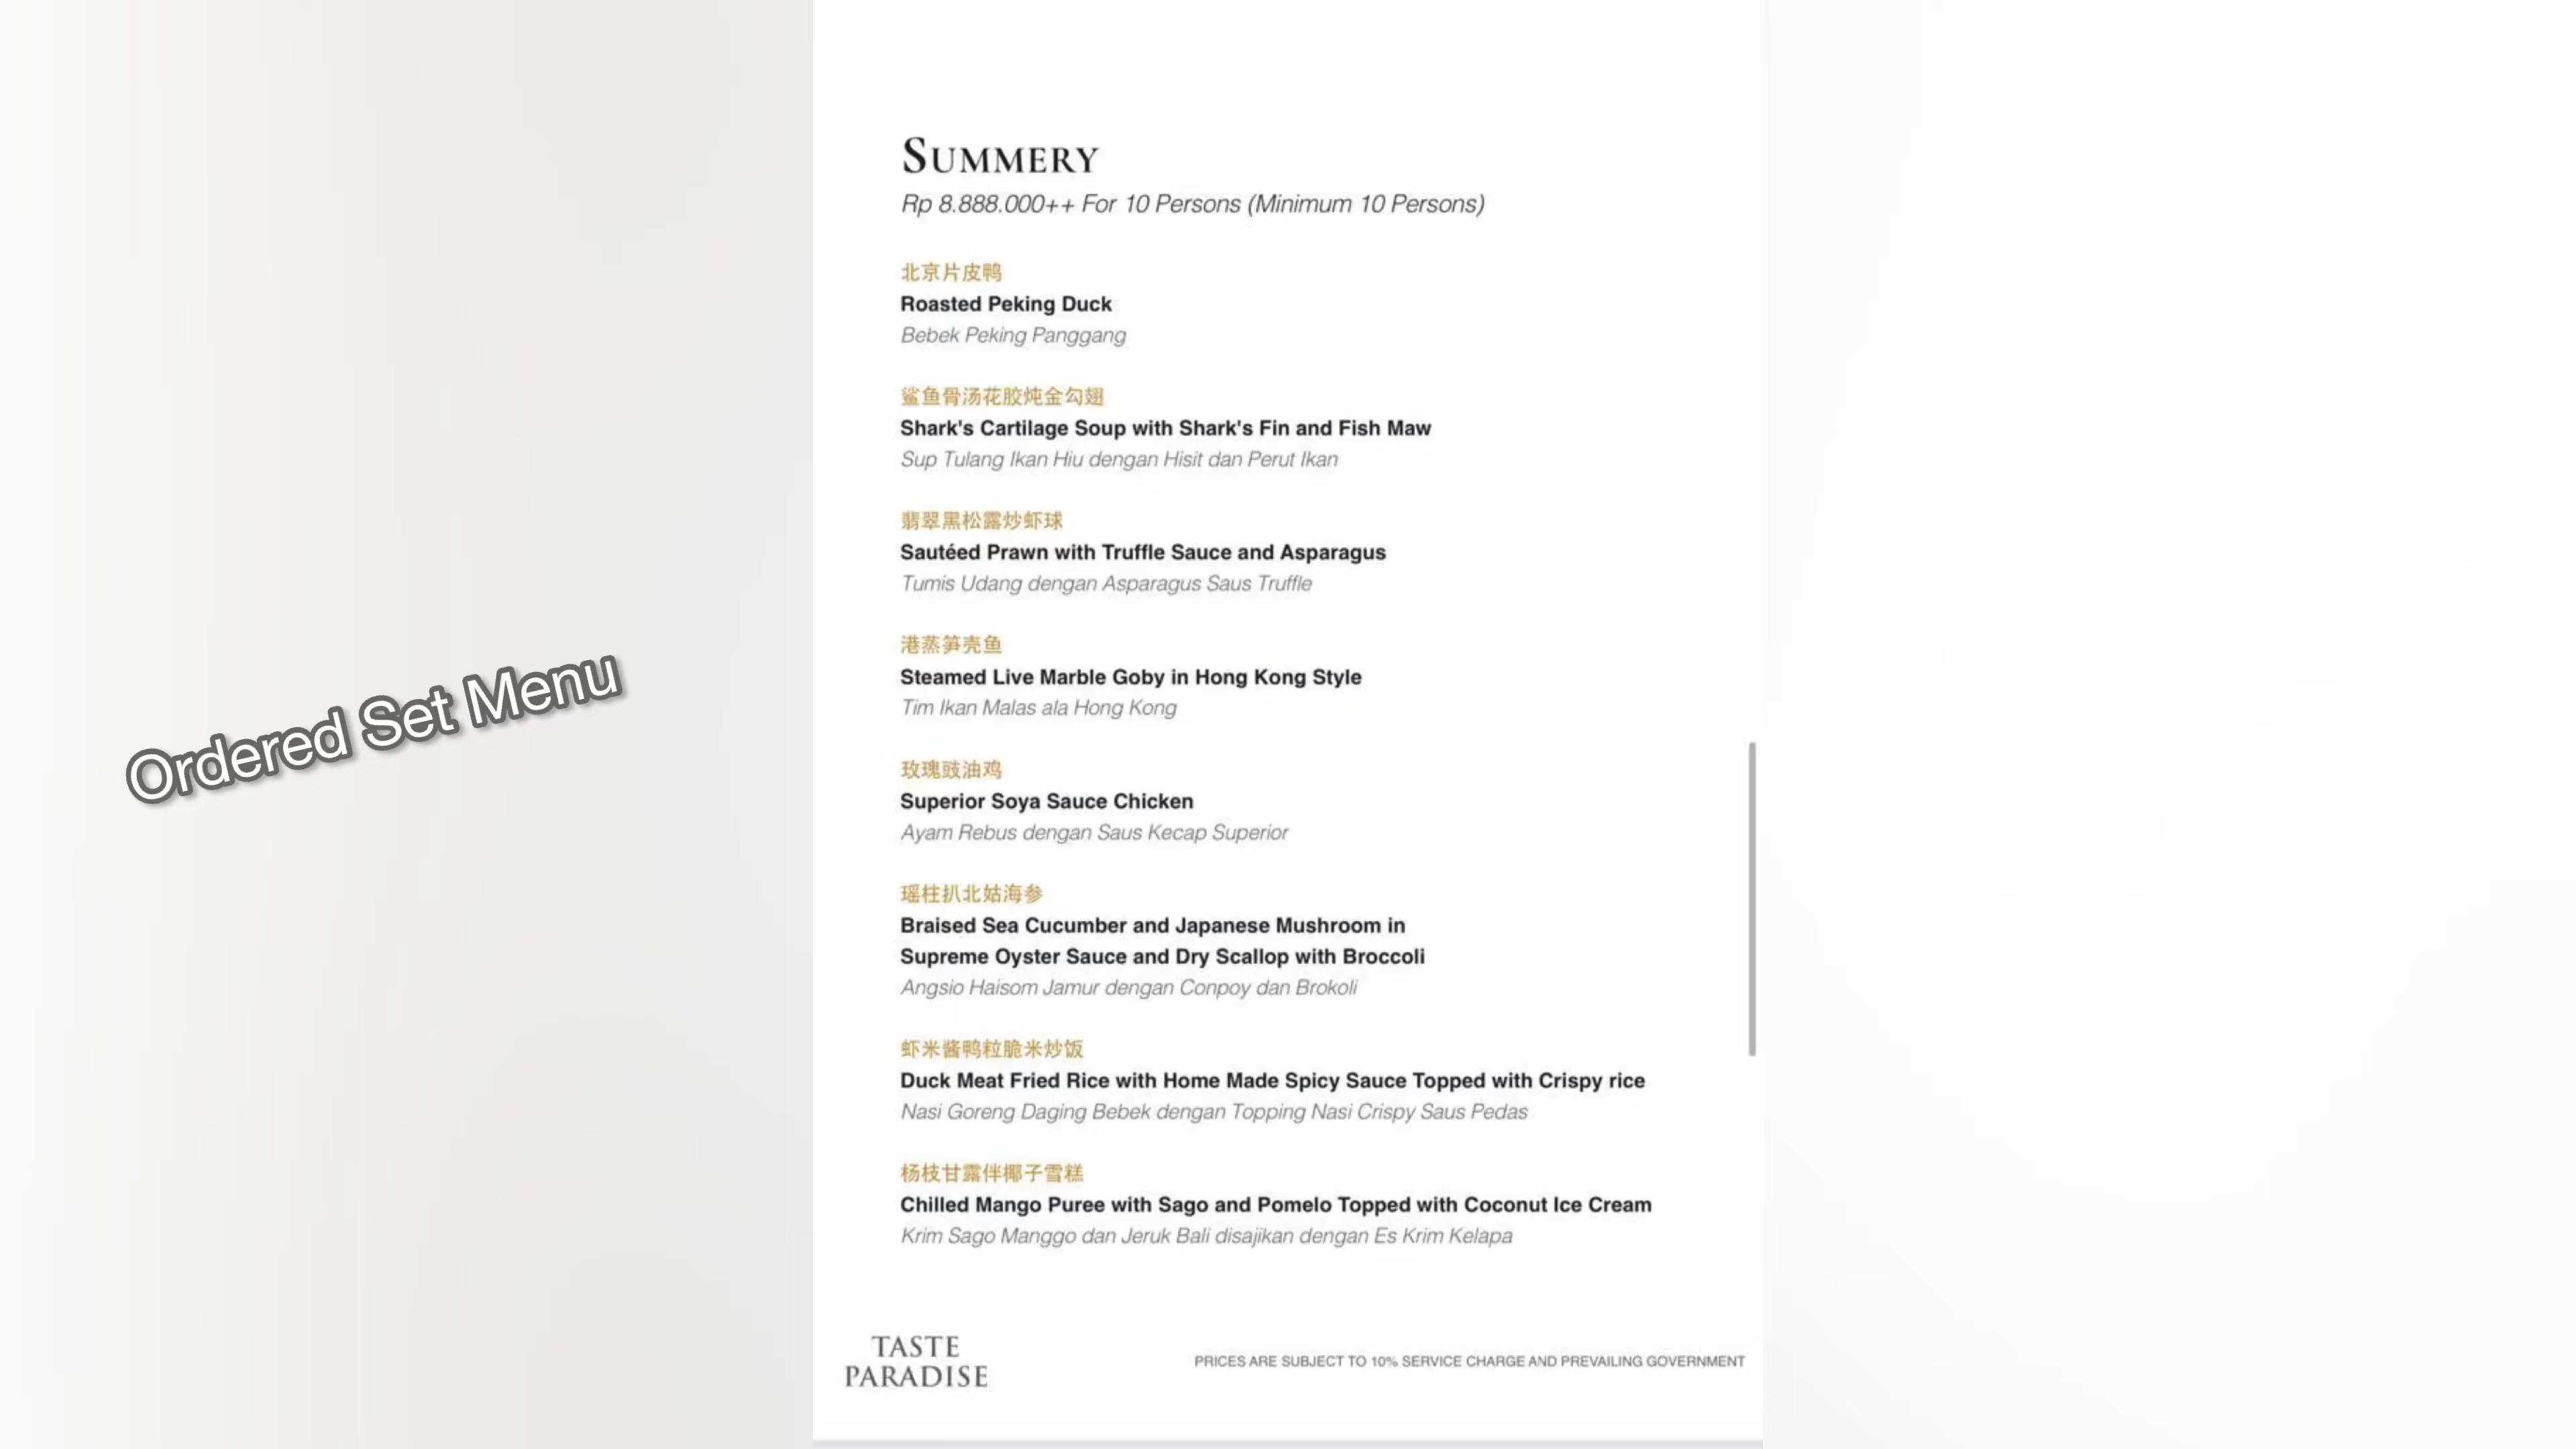 SUMMERY
Rp 8.888.000++ For 10 Persons (Minimum 10 Persons)
北京片皮鸭
Roasted Peking Duck
Bebek Peking Panggang
鲨鱼骨汤花胶炖金勾翅
Shark's Cartilage Soup with Shark's Fin and Fish Maw
Sup Tulang Ikan Hiu dengan Hisit dan Perut Ikan
翡翠黑松露炒虾球
Sautéed Prawn with Truffle Sauce and Asparagus
Tumis Udang dengan Asparagus Saus Truffle
港蒸笋壳鱼
Steamed Live Marble Goby in Hong Kong Style
Tim Ikan Malas ala Hong Kong
Ordered Set Menu
玫瑰豉油鸡
Superior Soya Sauce Chicken
Ayam Rebus dengan Saus Kecap Superior
瑶柱扒北姑海参
Braised Sea Cucumber and Japanese Mushroom in
Supreme Oyster Sauce and Dry Scallop with Broccoli
Angsio Haisom Jamur dengan Conpoy dan Brokoli
虾米酱鸭粒脆米炒饭
Duck Meat Fried Rice with Home Made Spicy Sauce Topped with Crispy rice
Nasi Goreng Daging Bebek dengan Topping Nasi Crispy Saus Pedas
杨枝甘露伴椰子雪糕
Chilled Mango Puree with Sago and Pomelo Topped with Coconut Ice Cream
Krim Sago Manggo dan Jeruk Bali disajikan dengan Es Krim Kelapa
TASTE
PARADISE
PRICES ARE SUBJECT TO 10% SERVICE CHARGE AND PREVAILING GOVERNMENT